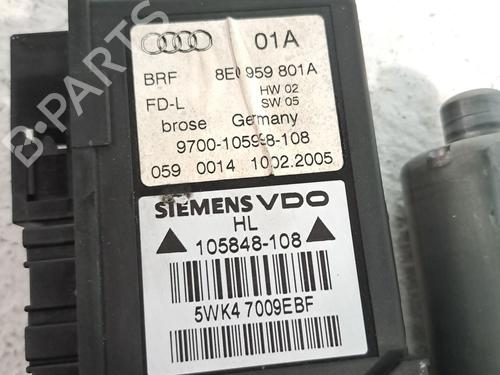 01A
BRF 8E0 959 801A
FD-L HW 02
SW 05
brose Germany
9700-105998-108
059 0014 1002.2005
SIEMENS VDO
HL
105848-108
5WK4 7009EBF